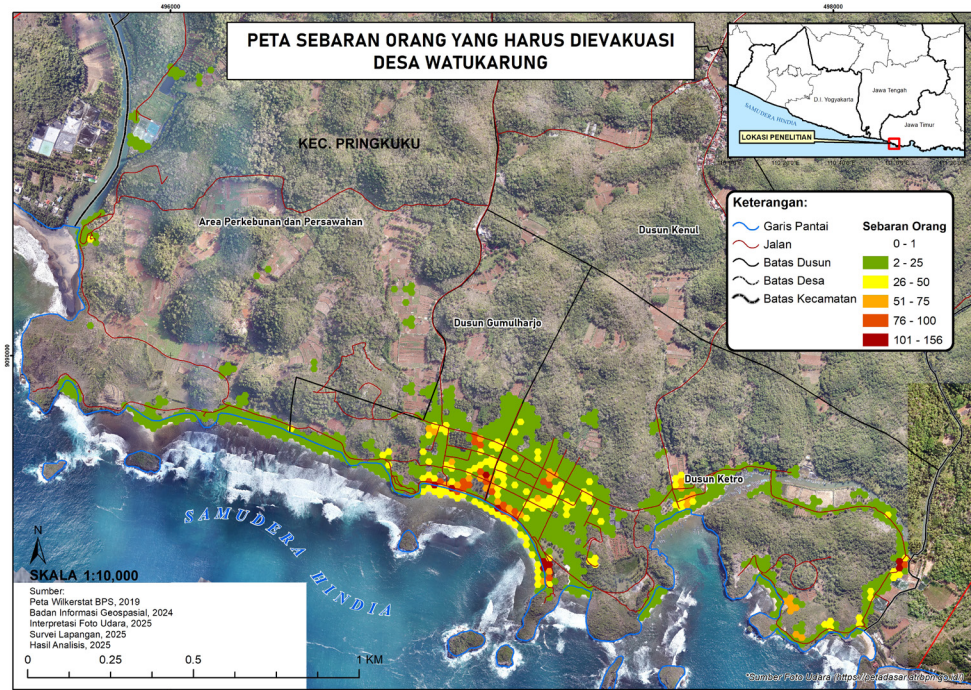 496000
498000
PETA SEBARAN ORANG YANG HARUS DIEVAKUASI
DESA WATUKARUNG
SAMUDERA HINDIA
D.I. Yogyakarta
Jawa Tengah
Jawa Timur
LOKASI PENELITIAN
KEC. PRINGKUKU
Area Perkebunan dan Persawahan
Dusun Kenul
Dusun Gumulharjo
Dusun Ketro
Keterangan:
Garis Pantai
Jalan
Batas Dusun
Batas Desa
Batas Kecamatan
Sebaran Orang
0 - 1
2 - 25
26 - 50
51 - 75
76 - 100
101 - 156
SAMUDERA HINDIA
N
SKALA 1:10,000
Sumber:
Peta Wilkerstat BPS, 2019
Badan Informasi Geospasial, 2024
Interpretasi Foto Udara, 2025
Survei Lapangan, 2025
Hasil Analisis, 2025
0 0.25 0.5 1 KM